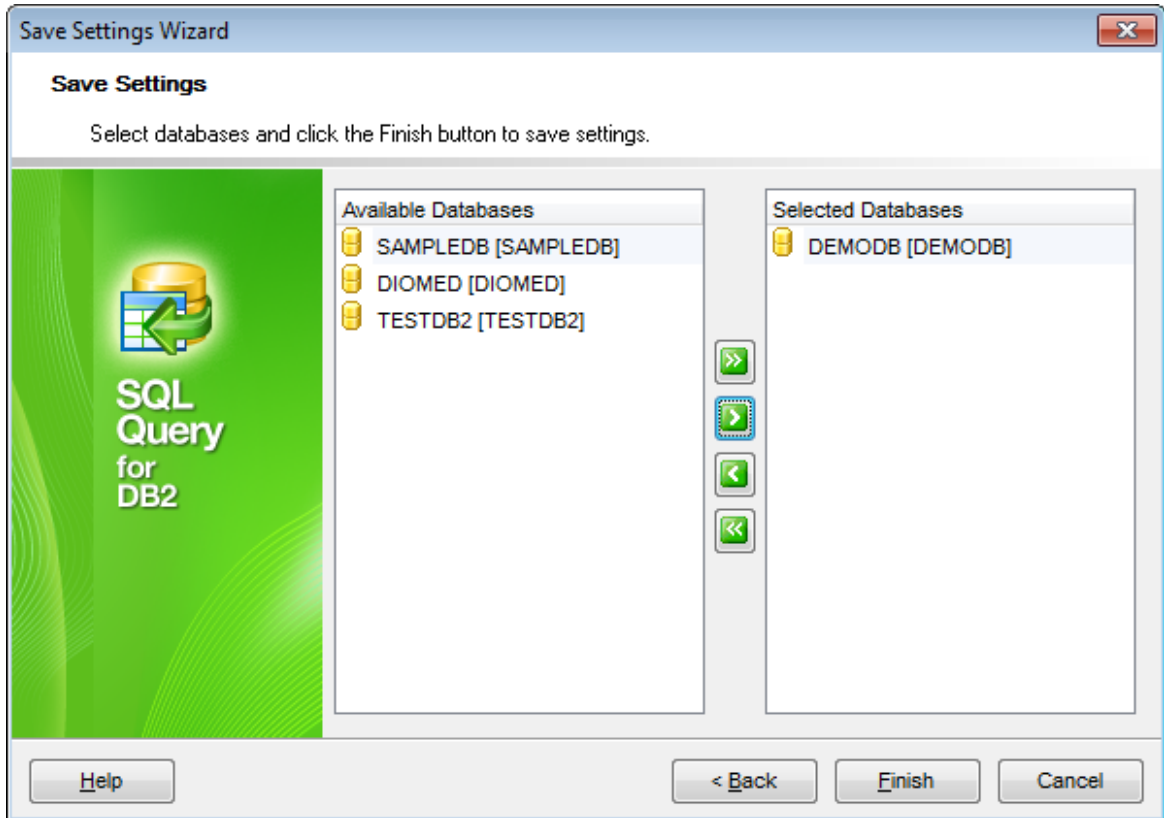 Save Settings Wizard
Save Settings
Select databases and click the Finish button to save settings.
SQL
Query
for
DB2
Available Databases
SAMPLEDB [SAMPLEDB]
DIOMED [DIOMED]
TESTDB2 [TESTDB2]
Selected Databases
DEMODB [DEMODB]
Help
< Back
Finish
Cancel